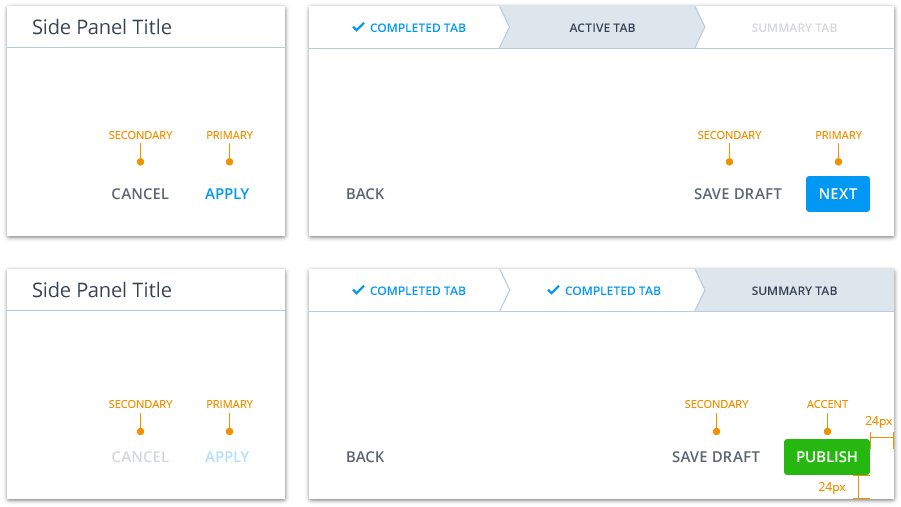 Side Panel Title
SECONDARY PRIMARY
CANCEL APPLY
COMPLETED TAB ACTIVE TAB SUMMARY TAB
SECONDARY PRIMARY
BACK SAVE DRAFT NEXT
Side Panel Title
SECONDARY PRIMARY
CANCEL APPLY
COMPLETED TAB COMPLETED TAB SUMMARY TAB
SECONDARY ACCENT
24px
BACK SAVE DRAFT PUBLISH
24px